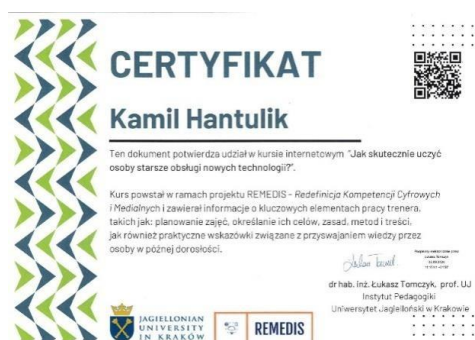 CERTYFIKAT
Kamil Hantulik
Ten dokument potwierdza udział w kursie internetowym "Jak skutecznie uczyć
osoby starsze obsługi nowych technologii?".
Kurs powstał w ramach projektu REMEDIS - Redefinicja Kompetencji Cyfrowych
i Medialnych i zawierał informacje o kluczowych elementach pracy trenera,
takich jak: planowanie zajęć, określanie ich celów, zasad, metod i treści,
jak również praktyczne wskazówki związane z przyswajaniem wiedzy przez
osoby w późnej dorosłości.
dr hab. inż. Łukasz Tomczyk, prof. UJ
Instytut Pedagogiki
Uniwersytet Jagielloński w Krakowie
JAGIELLONIAN
UNIVERSITY
IN KRAKÓW
REMEDIS